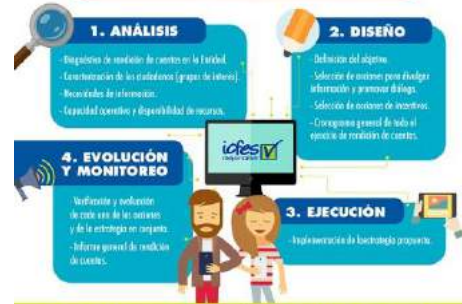 1. ANÁLISIS
- Diagnóstico de rendición de cuentas en la Entidad.
- Caracterización de los ciudadanos (grupos de interés).
- Necesidades de información.
- Capacidad operativa y disponibilidad de recursos.
2. DISEÑO
- Definición del objetivo.
- Selección de acciones para divulgar
información y promover diálogo.
- Selección de acciones de incentivos.
- Cronograma general de todo el
ejercicio de rendición de cuentas.
icfes
mejor saber
4. EVOLUCIÓN
Y MONITOREO
- Verificación y evaluación
de cada una de las acciones
y de la estrategia en conjunto.
- Informe general de rendición
de cuentas.
3. EJECUCIÓN
- Implementación de la estrategia propuesta.